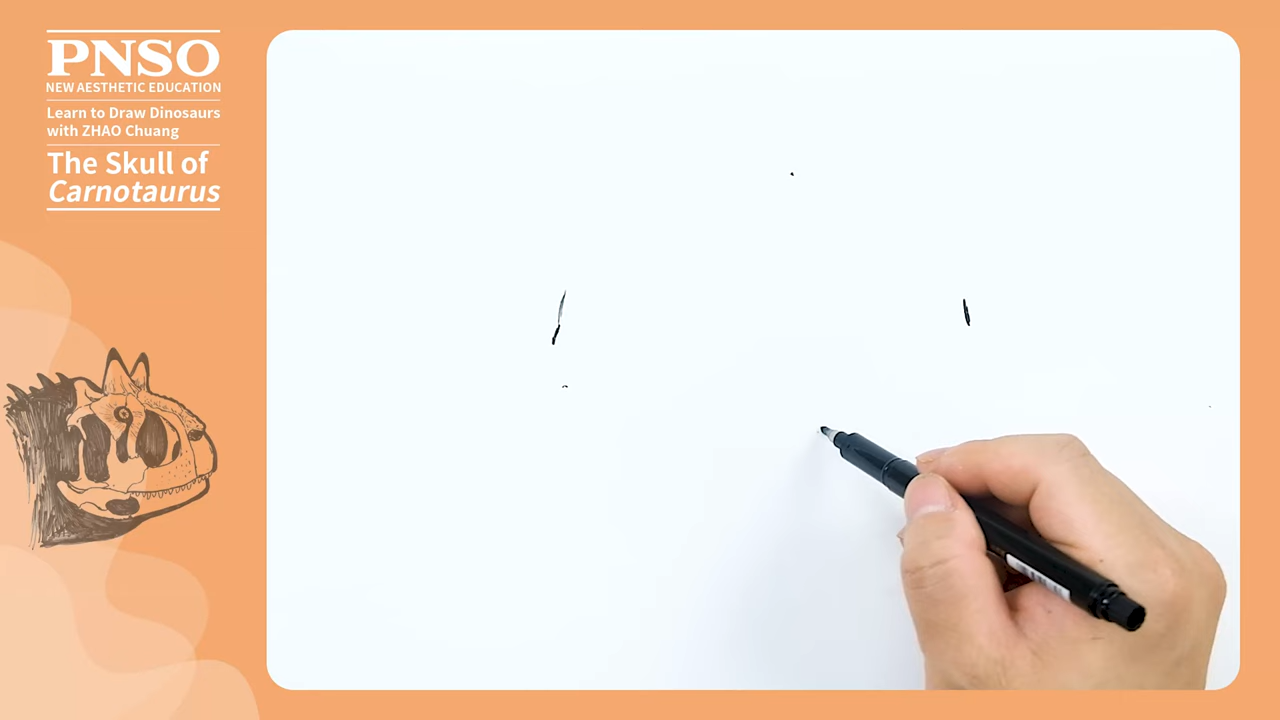 PNSO
NEW AESTHETIC EDUCATION
Learn to Draw Dinosaurs
with ZHAO Chuang
The Skull of
Carnotaurus